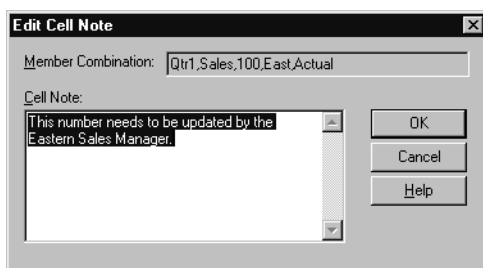 Edit Cell Note
Member Combination: Qtr1,Sales,100,East,Actual
Cell Note:
This number needs to be updated by the
Eastern Sales Manager.
OK
Cancel
Help